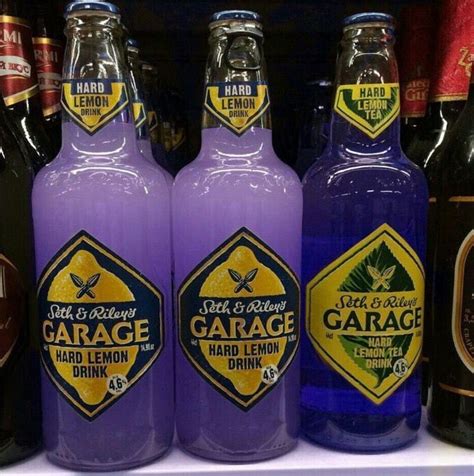 HARD
LEMON
DRINK
Seth & Riley's
GARAGE
HARD LEMON
DRINK
4,6%
HARD
LEMON
DRINK
Seth & Riley's
GARAGE
HARD LEMON
DRINK
4,6%
HARD
LEMON
TEA
Seth & Riley's
GARAGE
HARD
LEMON TEA
DRINK
4,6